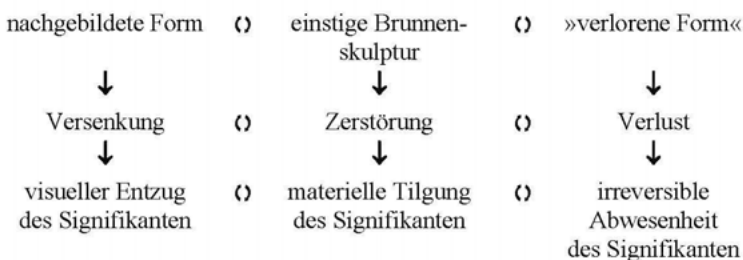 nachgebildete Form () einstige Brunnen- () »verlorene Form«
skulptur
↓ ↓ ↓
Versenkung () Zerstörung () Verlust
↓ ↓ ↓
visueller Entzug () materielle Tilgung () irreversible
des Signifikanten des Signifikanten Abwesenheit
des Signifikanten